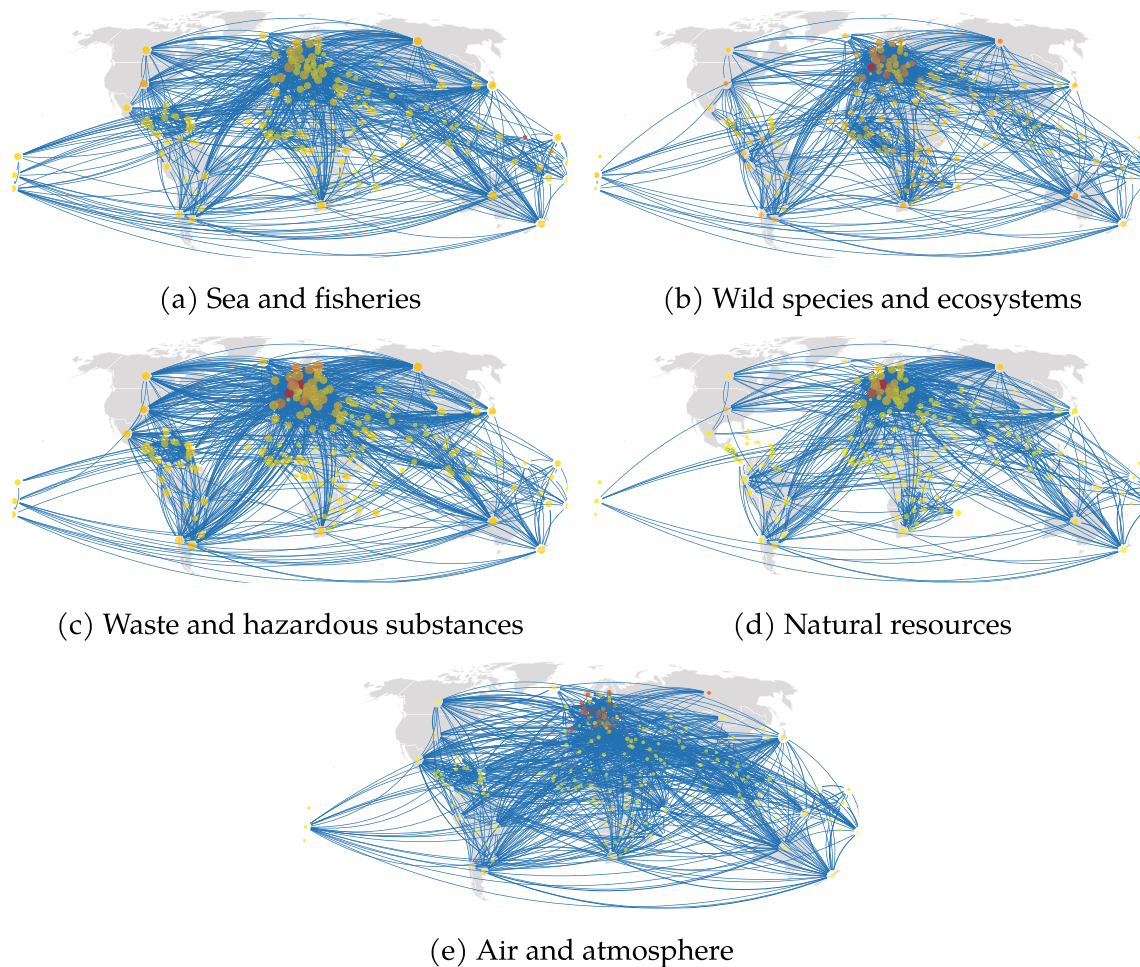 (a) Sea and fisheries
(b) Wild species and ecosystems
(c) Waste and hazardous substances
(d) Natural resources
(e) Air and atmosphere